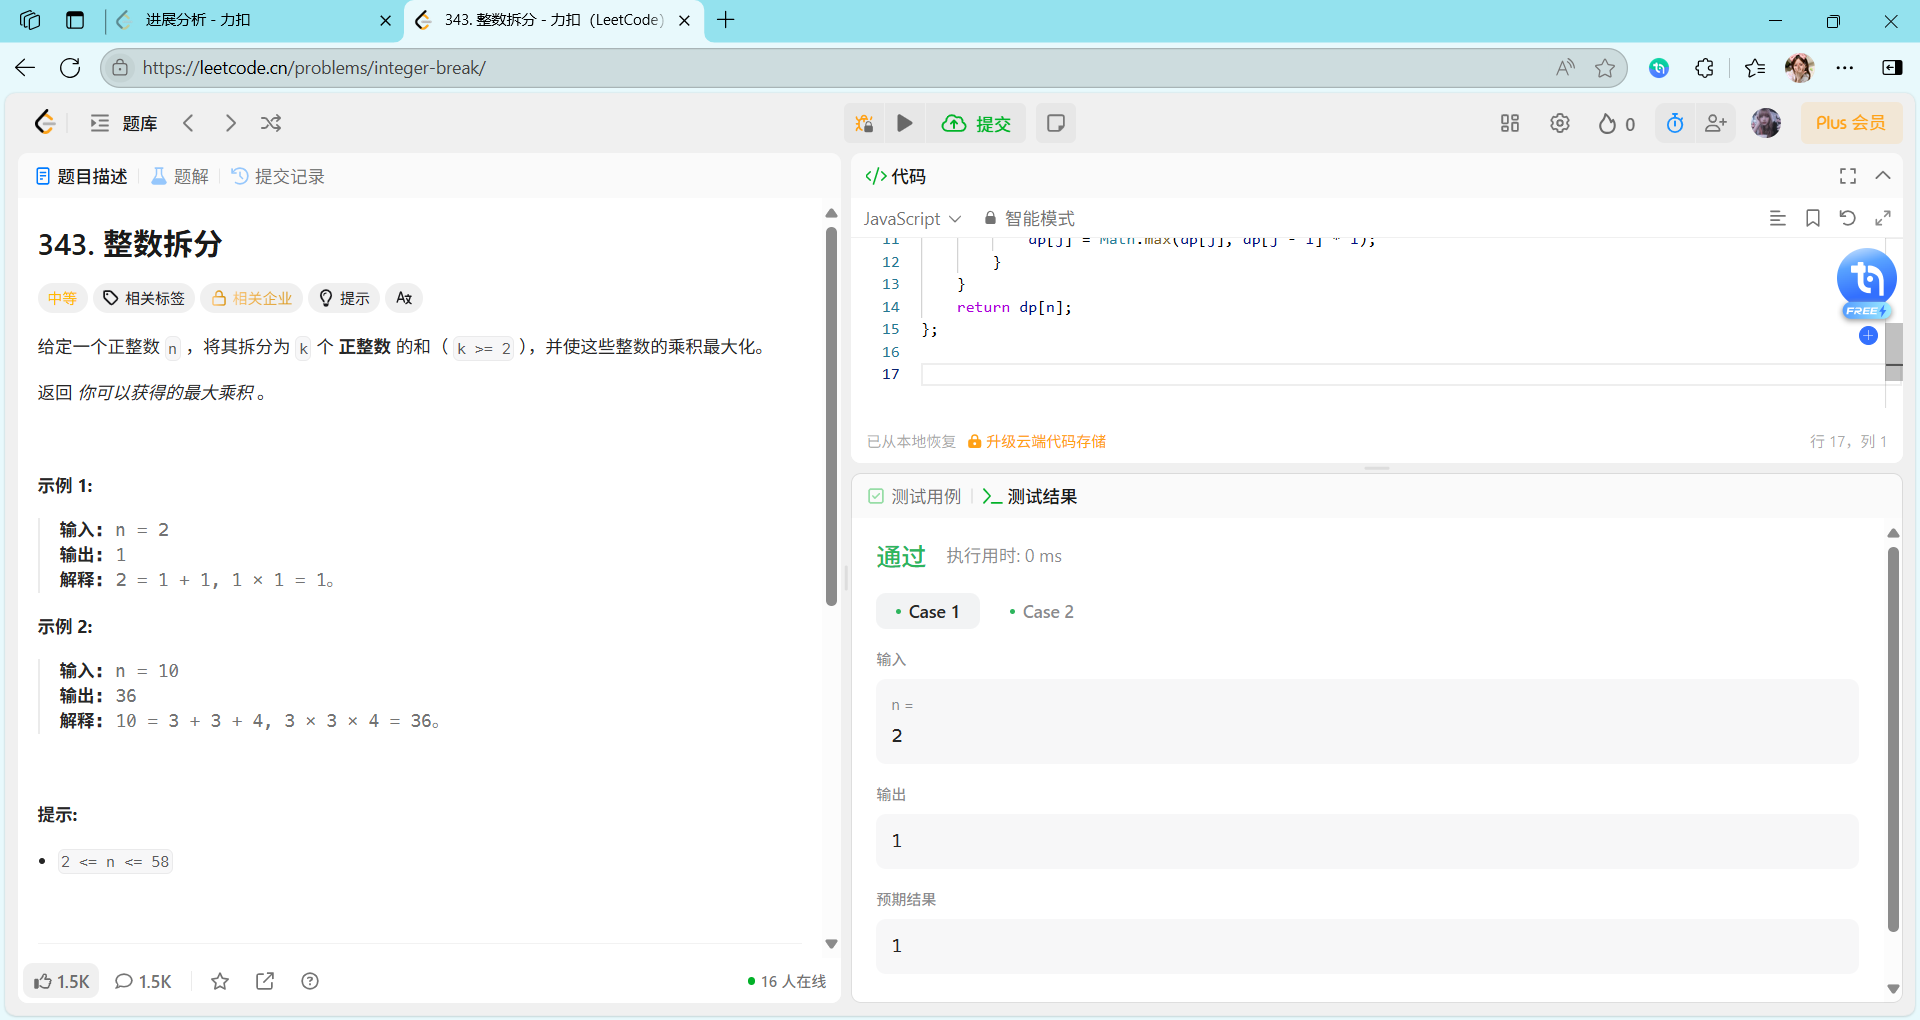 进展分析 - 力扣
343. 整数拆分 - 力扣（LeetCode）
https://leetcode.cn/problems/integer-break/
题库
提交
0
Plus 会员
题目描述
题解
提交记录
343. 整数拆分
中等
相关标签
相关企业
提示
给定一个正整数 n ，将其拆分为 k 个 正整数 的和（ k >= 2 ），并使这些整数的乘积最大化。
返回 你可以获得的最大乘积 。
示例 1:
输入: n = 2
输出: 1
解释: 2 = 1 + 1, 1 × 1 = 1。
示例 2:
输入: n = 10
输出: 36
解释: 10 = 3 + 3 + 4, 3 × 3 × 4 = 36。
提示:
2 <= n <= 58
1.5K
1.5K
16 人在线
代码
JavaScript
智能模式
11 dp[j] = Math.max(dp[j], dp[j - i] * i);
12 }
13 }
14 return dp[n];
15 };
16
17
FREE
已从本地恢复
升级云端代码存储
行 17，列 1
测试用例
测试结果
通过
执行用时: 0 ms
Case 1
Case 2
输入
n =
2
输出
1
预期结果
1